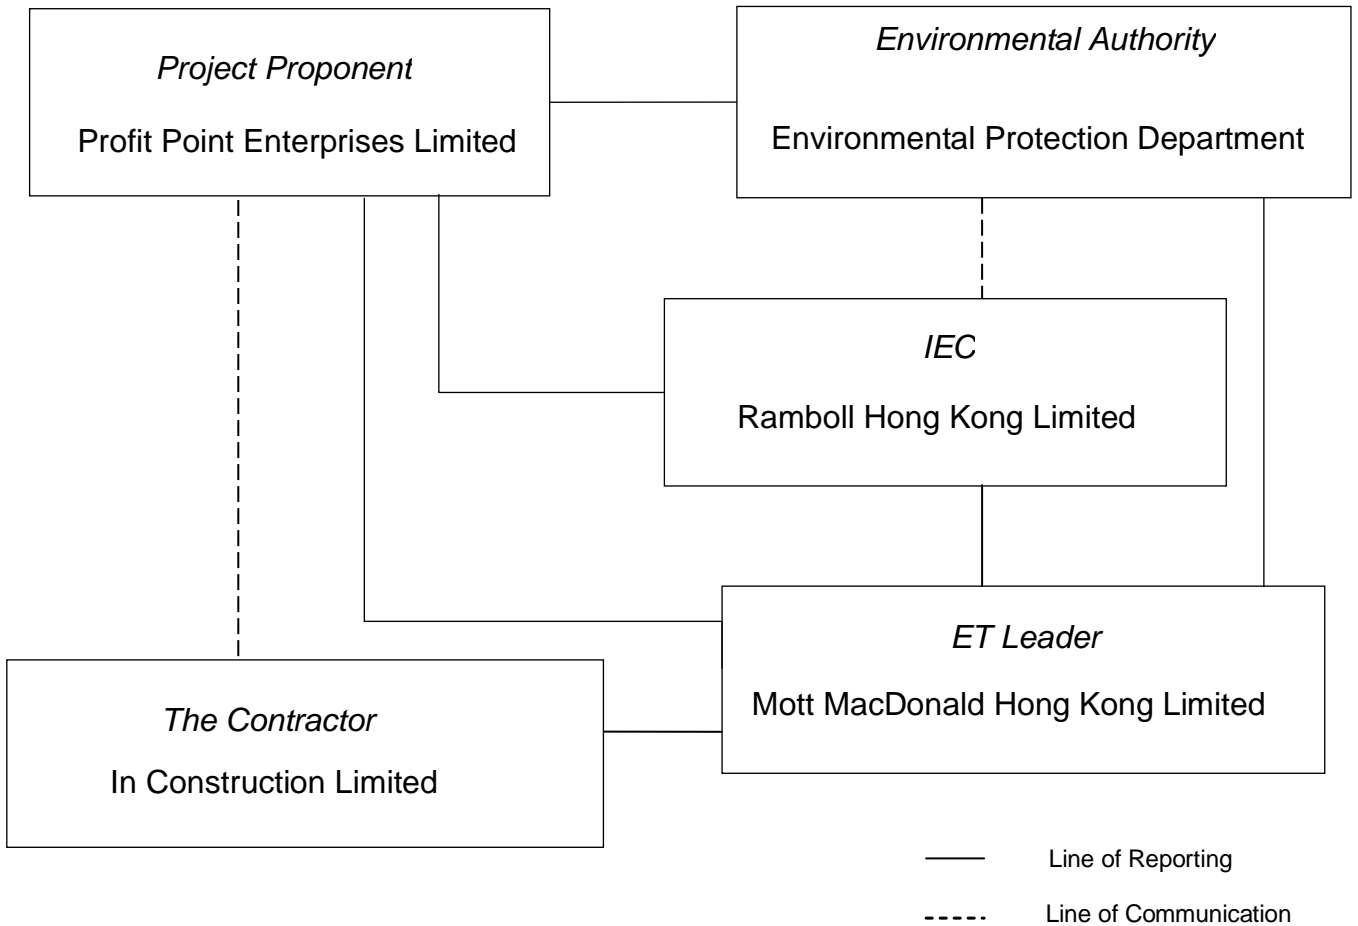 Project Proponent
Profit Point Enterprises Limited
Environmental Authority
Environmental Protection Department
IEC
Ramboll Hong Kong Limited
ET Leader
Mott MacDonald Hong Kong Limited
The Contractor
In Construction Limited
Line of Reporting
Line of Communication